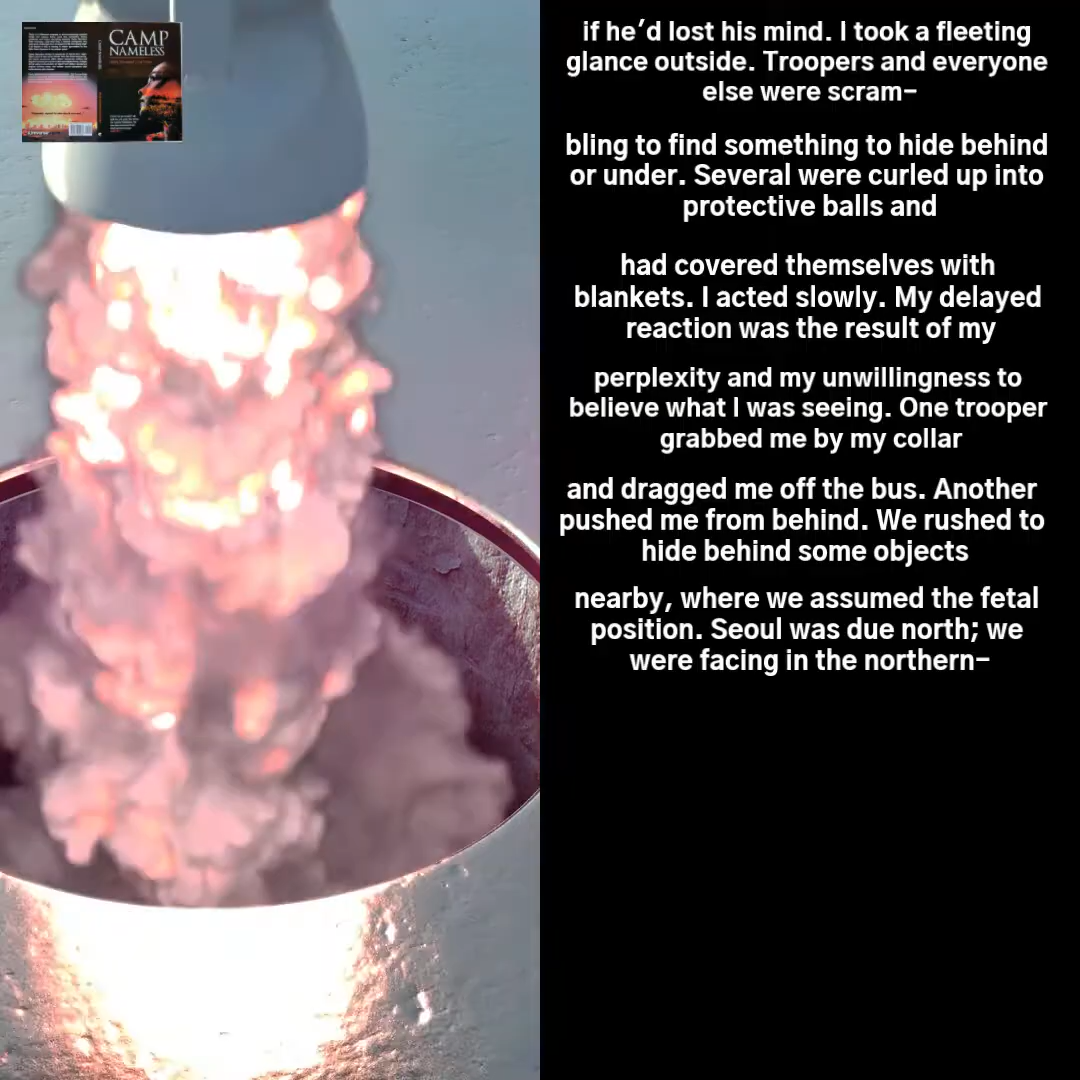 CAMP
NAMELESS
if he'd lost his mind. I took a fleeting
glance outside. Troopers and everyone
else were scram-
bling to find something to hide behind
or under. Several were curled up into
protective balls and
had covered themselves with
blankets. I acted slowly. My delayed
reaction was the result of my
perplexity and my unwillingness to
believe what I was seeing. One trooper
grabbed me by my collar
and dragged me off the bus. Another
pushed me from behind. We rushed to
hide behind some objects
nearby, where we assumed the fetal
position. Seoul was due north; we
were facing in the northern-